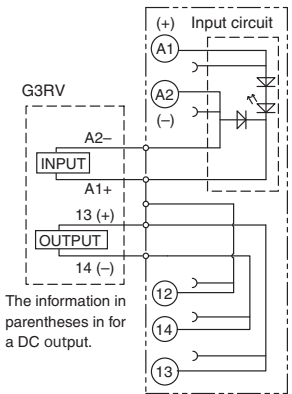 (+)
Input circuit
A1
A2
(–)
G3RV
A2–
INPUT
A1+
13 (+)
OUTPUT
14 (–)
12
14
13
The information in
parentheses in for
a DC output.